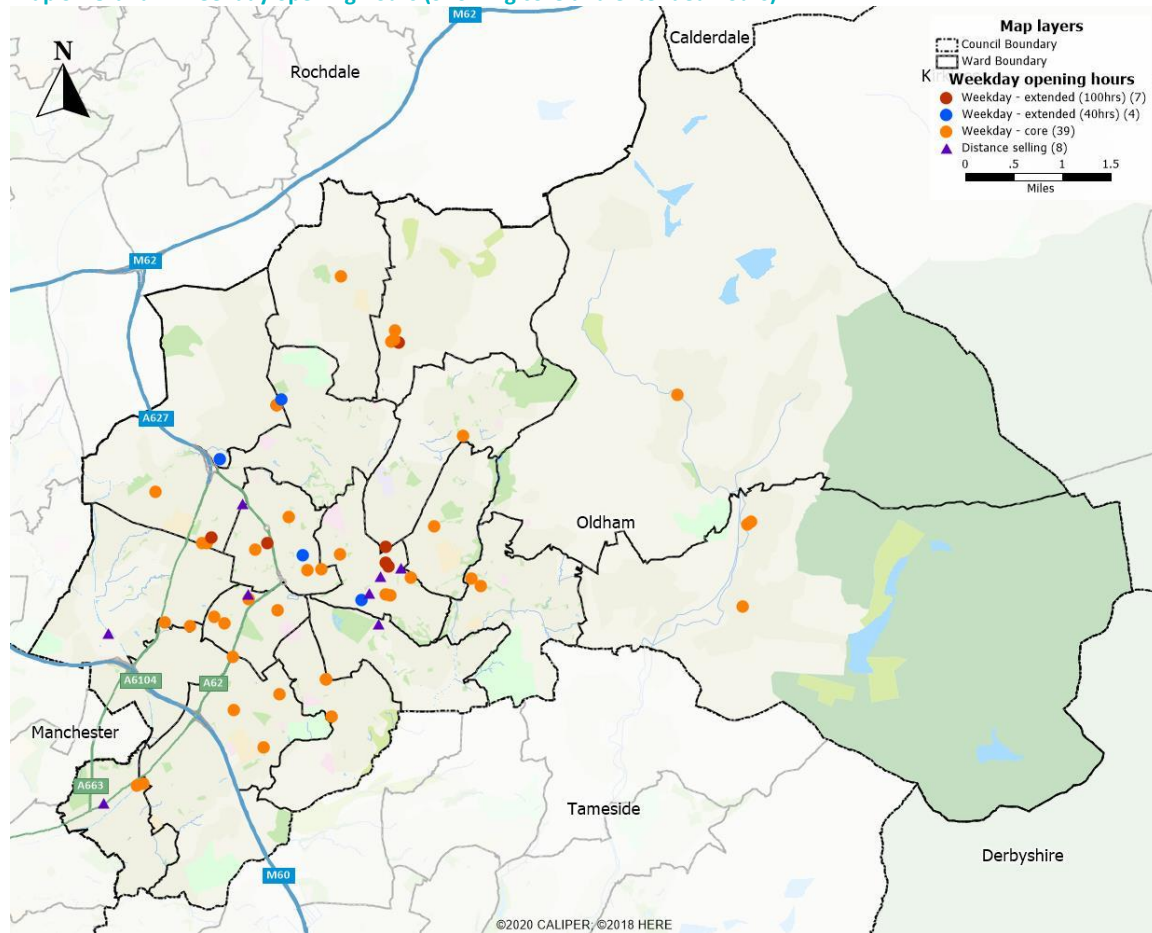 M62
Calderdale
Rochdale
N
Map layers
Council Boundary
Ward Boundary
Weekday opening hours
Weekday - extended (100hrs) (7)
Weekday - extended (40hrs) (4)
Weekday - core (39)
Distance selling (8)
0 .5 1 1.5
Miles
M62
A627
Oldham
A6104
A62
Manchester
A663
Tameside
Derbyshire
M60
©2020 CALIPER; ©2018 HERE